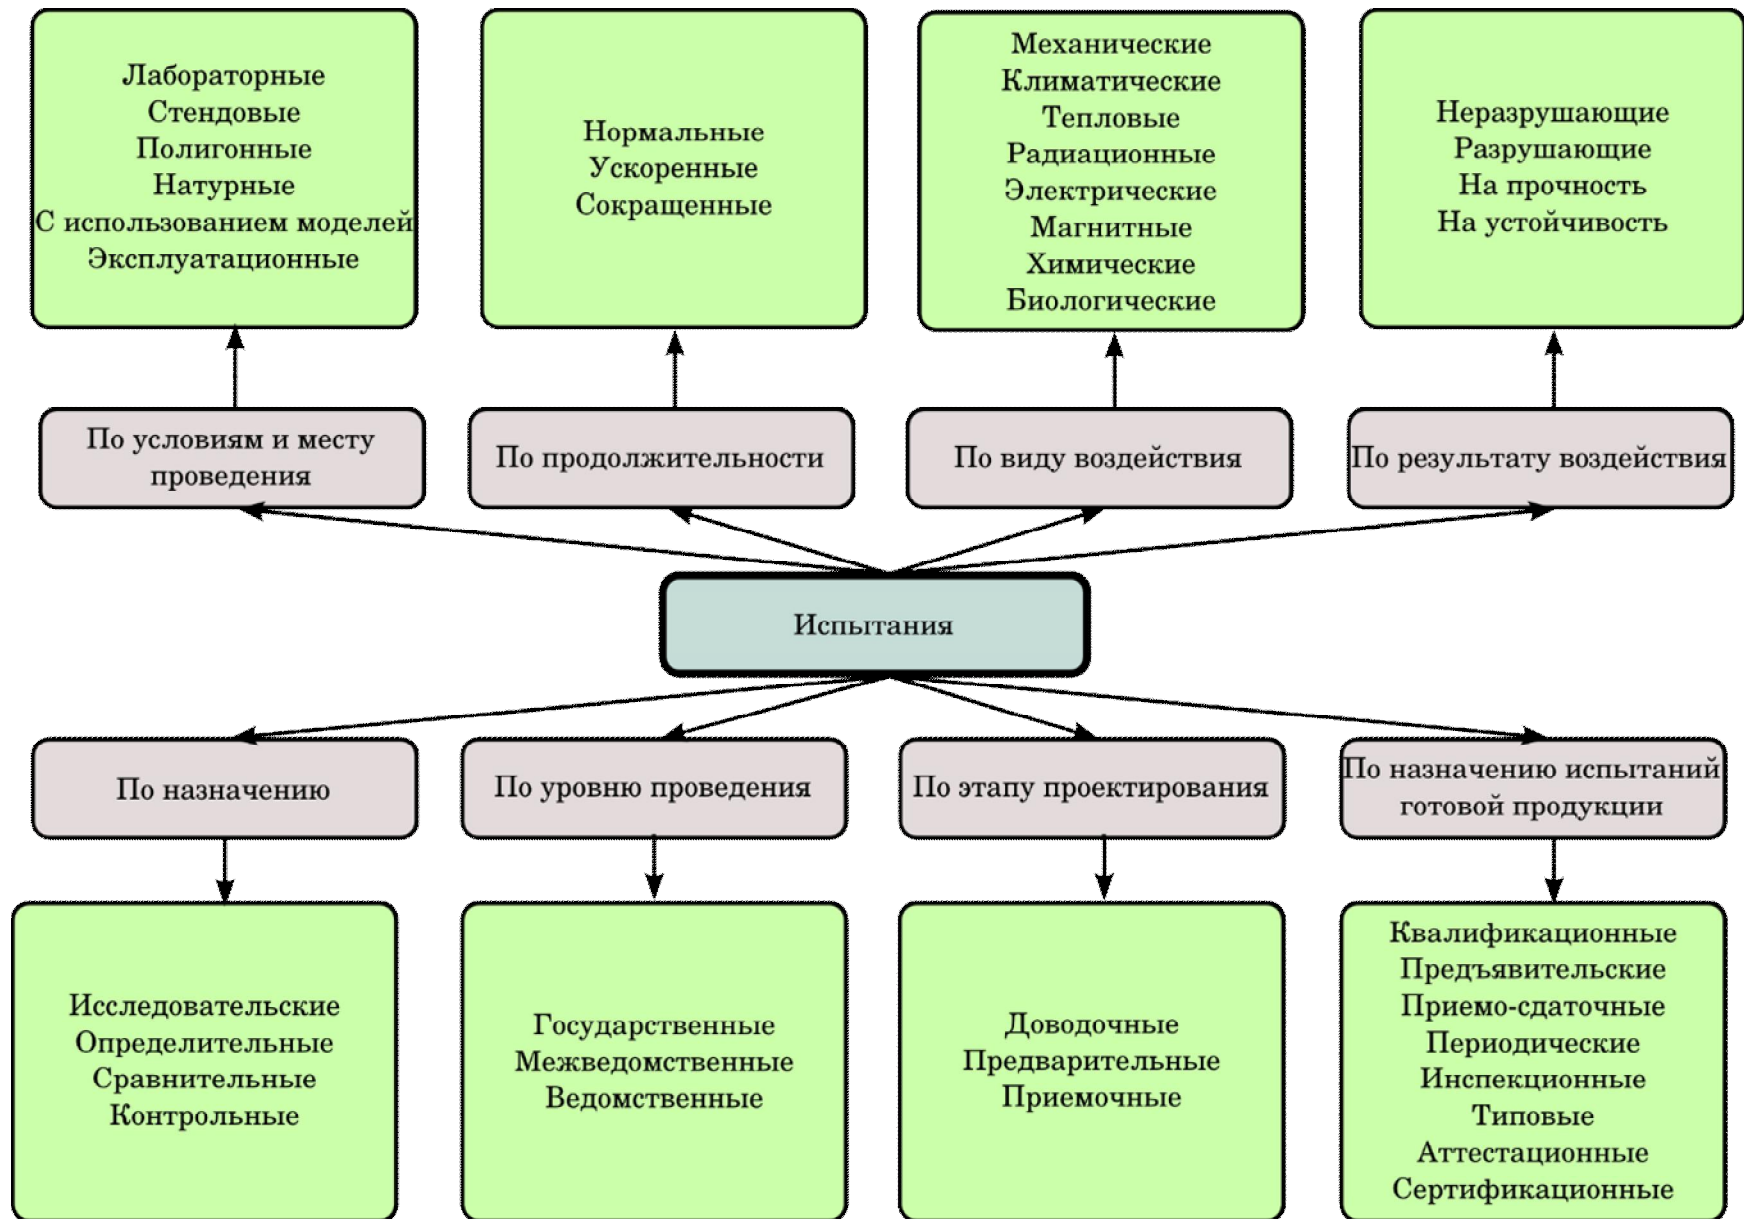 Лабораторные
Стендовые
Полигонные
Натурные
С использованием моделей
Эксплуатационные
Нормальные
Ускоренные
Сокращенные
Механические
Климатические
Тепловые
Радиационные
Электрические
Магнитные
Химические
Биологические
Неразрушающие
Разрушающие
На прочность
На устойчивость
По условиям и месту
проведения
По продолжительности
По виду воздействия
По результату воздействия
Испытания
По назначению
По уровню проведения
По этапу проектирования
По назначению испытаний
готовой продукции
Исследовательские
Определительные
Сравнительные
Контрольные
Государственные
Межведомственные
Ведомственные
Доводочные
Предварительные
Приемочные
Квалификационные
Предъявительские
Приемо-сдаточные
Периодические
Инспекционные
Типовые
Аттестационные
Сертификационные